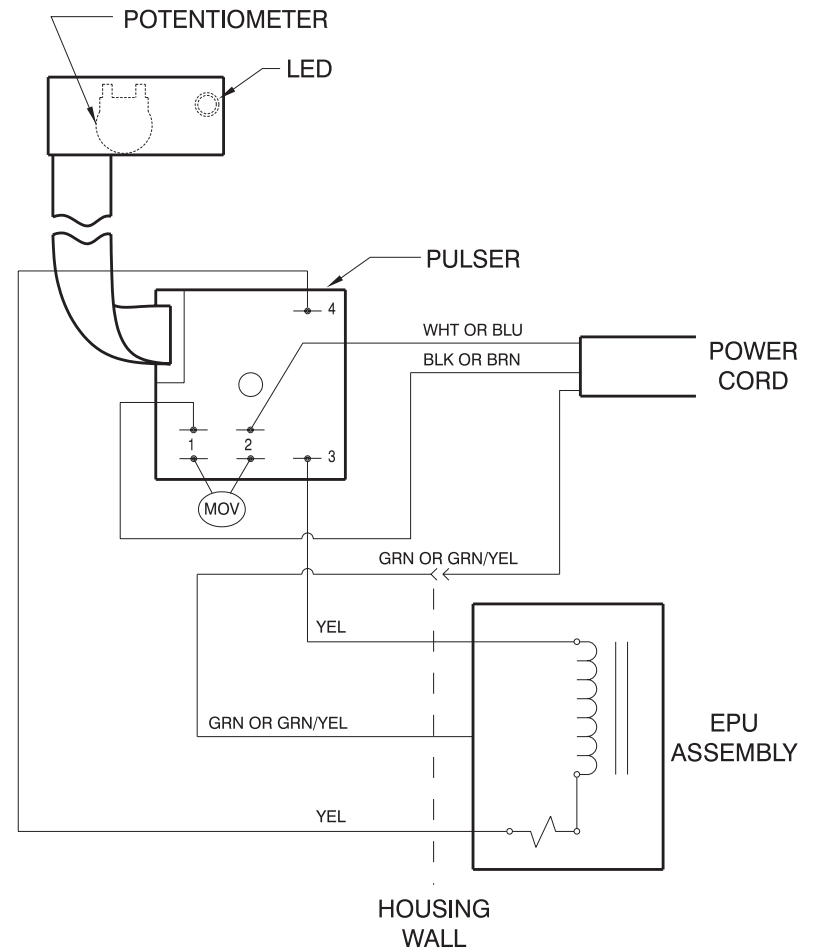 POTENTIOMETER
LED
PULSER
4
WHT OR BLU
BLK OR BRN
POWER
CORD
1
2
3
MOV
GRN OR GRN/YEL
YEL
GRN OR GRN/YEL
EPU
ASSEMBLY
YEL
HOUSING
WALL